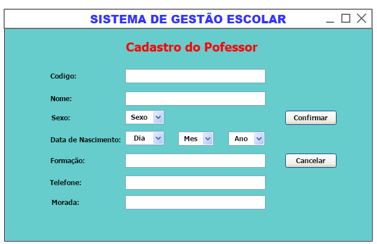 SISTEMA DE GESTÃO ESCOLAR
Cadastro do Pofessor
Codigo:
Nome:
Sexo: Sexo Confirmar
Data de Nascimento: Dia Mes Ano
Formação: Cancelar
Telefone:
Morada: